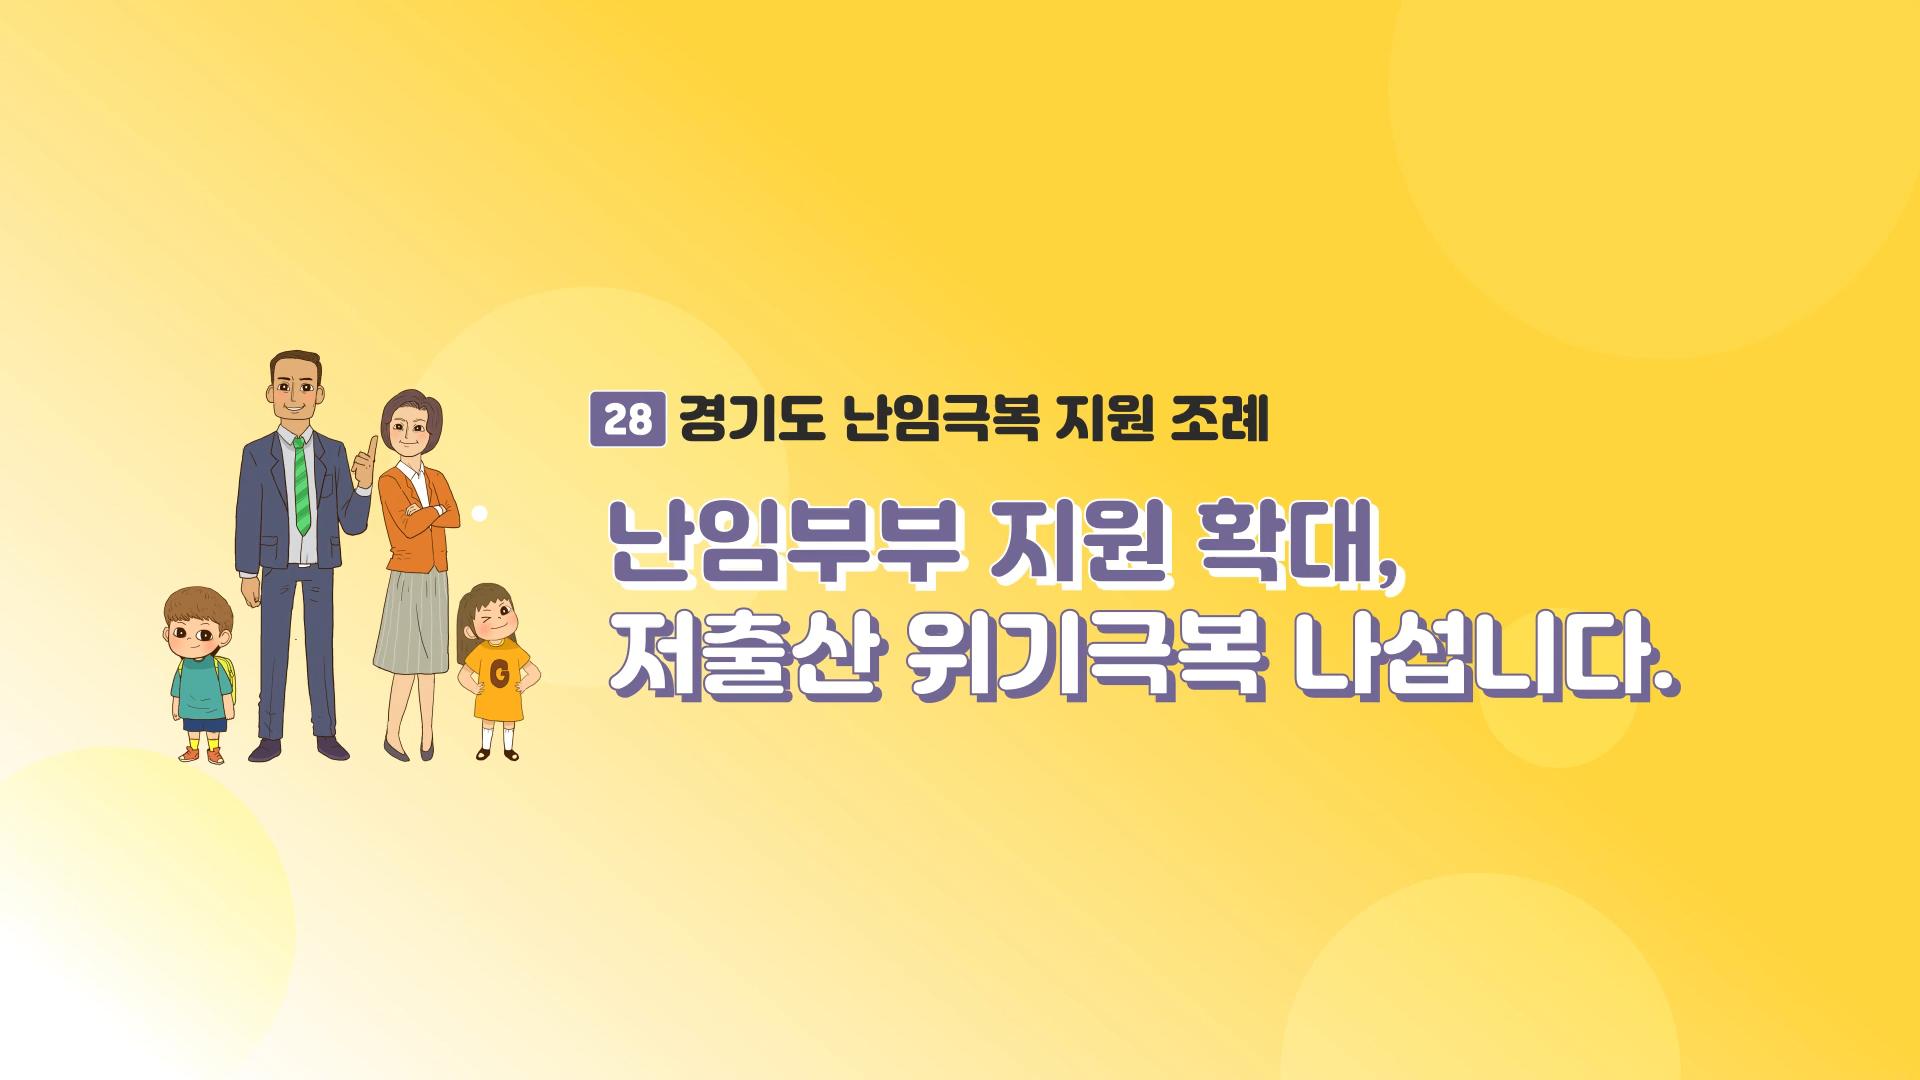 28 경기도 난임극복 지원 조례
난임부부 지원 확대,
저출산 위기극복 나섭니다.
G